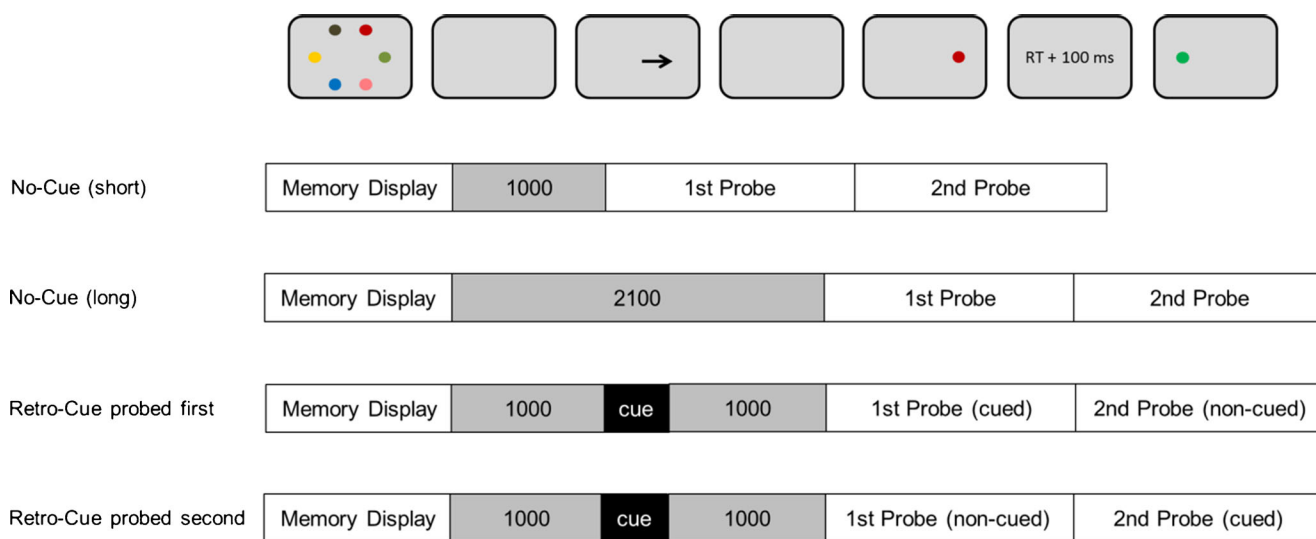 RT + 100 ms
No-Cue (short) Memory Display 1000 1st Probe 2nd Probe
No-Cue (long) Memory Display 2100 1st Probe 2nd Probe
Retro-Cue probed first Memory Display 1000 cue 1000 1st Probe (cued) 2nd Probe (non-cued)
Retro-Cue probed second Memory Display 1000 cue 1000 1st Probe (non-cued) 2nd Probe (cued)